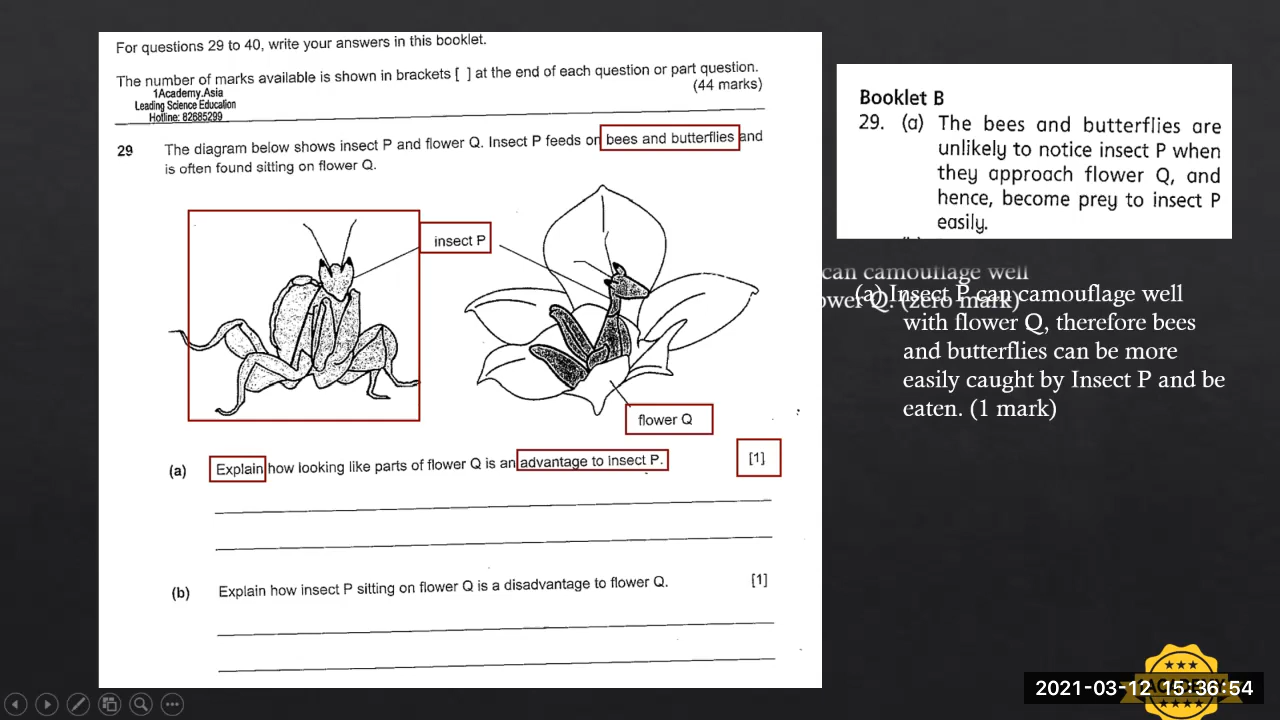 For questions 29 to 40, write your answers in this booklet.
The number of marks available is shown in brackets [ ] at the end of each question or part question.
(44 marks)
1Academy.Asia
Leading Science Education
Hotline: 82685299
29 The diagram below shows insect P and flower Q. Insect P feeds on bees and butterflies and
is often found sitting on flower Q.
insect P
flower Q
(a) Explain how looking like parts of flower Q is an advantage to insect P. [1]
(b) Explain how insect P sitting on flower Q is a disadvantage to flower Q. [1]
Booklet B
29. (a) The bees and butterflies are
unlikely to notice insect P when
they approach flower Q, and
hence, become prey to insect P
easily.
can camouflage well
ower Q. (zero mark)
(a) Insect P can camouflage well
with flower Q, therefore bees
and butterflies can be more
easily caught by Insect P and be
eaten. (1 mark)
2021-03-12 15:36:54